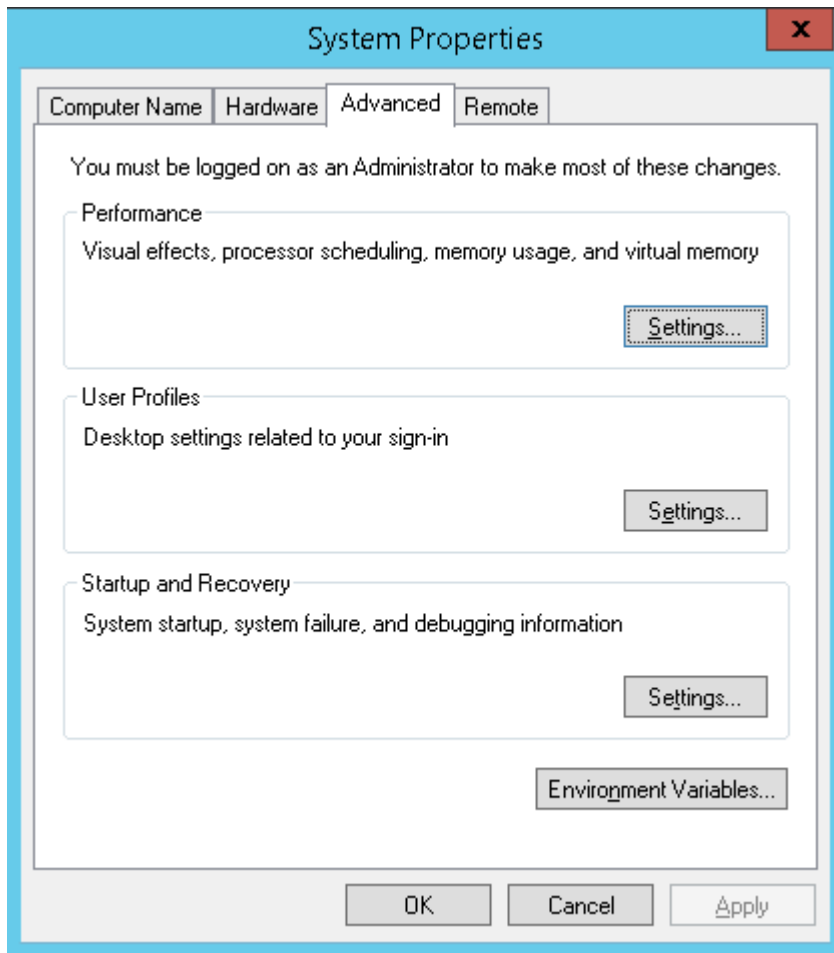 System Properties
x
Computer Name
Hardware
Advanced
Remote
You must be logged on as an Administrator to make most of these changes.
Performance
Visual effects, processor scheduling, memory usage, and virtual memory
Settings...
User Profiles
Desktop settings related to your sign-in
Settings...
Startup and Recovery
System startup, system failure, and debugging information
Settings...
Environment Variables...
OK
Cancel
Apply